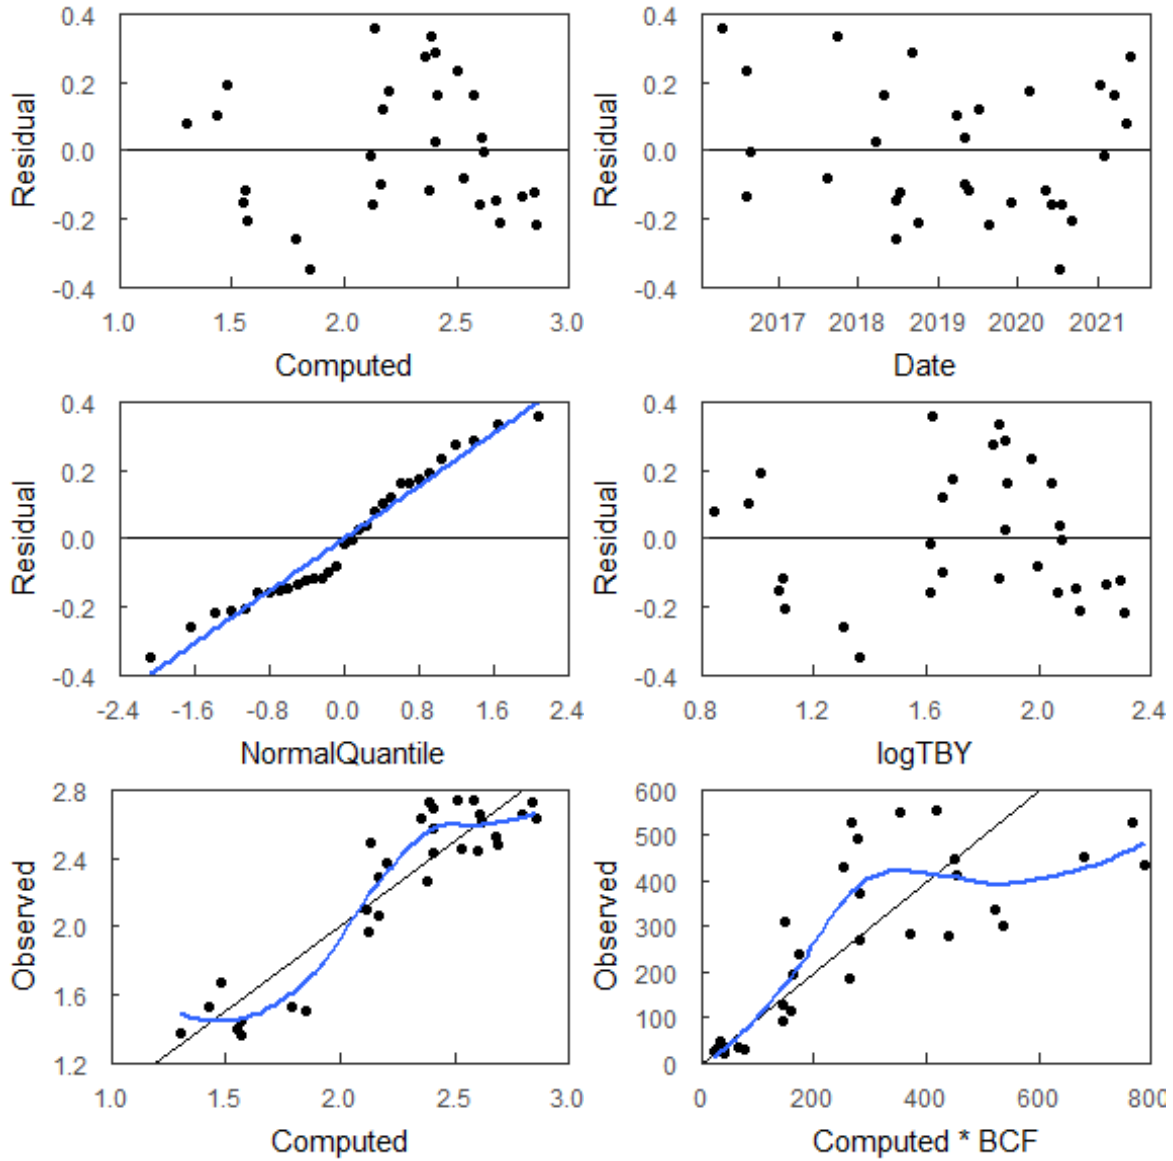 0.4
0.2
0.0
-0.2
-0.4
Residual
1.0 1.5 2.0 2.5 3.0
Computed
0.4
0.2
0.0
-0.2
-0.4
Residual
2017 2018 2019 2020 2021
Date
0.4
0.2
0.0
-0.2
-0.4
Residual
-2.4 -1.6 -0.8 0.0 0.8 1.6 2.4
NormalQuantile
0.4
0.2
0.0
-0.2
-0.4
Residual
0.8 1.2 1.6 2.0 2.4
logTBY
2.8
2.4
2.0
1.6
1.2
Observed
1.0 1.5 2.0 2.5 3.0
Computed
600
500
400
300
200
100
0
Observed
0 200 400 600 800
Computed * BCF